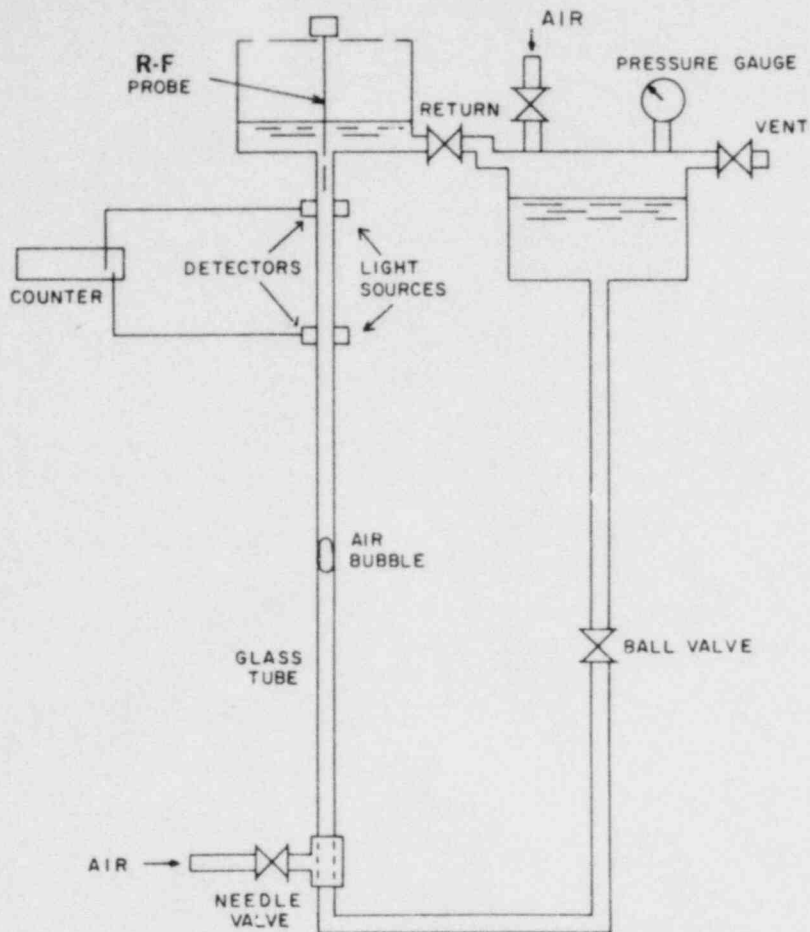 AIR
R-F
PROBE
PRESSURE GAUGE
RETURN
VENT
DETECTORS
LIGHT
SOURCES
COUNTER
AIR
BUBBLE
GLASS
TUBE
BALL VALVE
AIR
NEEDLE
VALVE